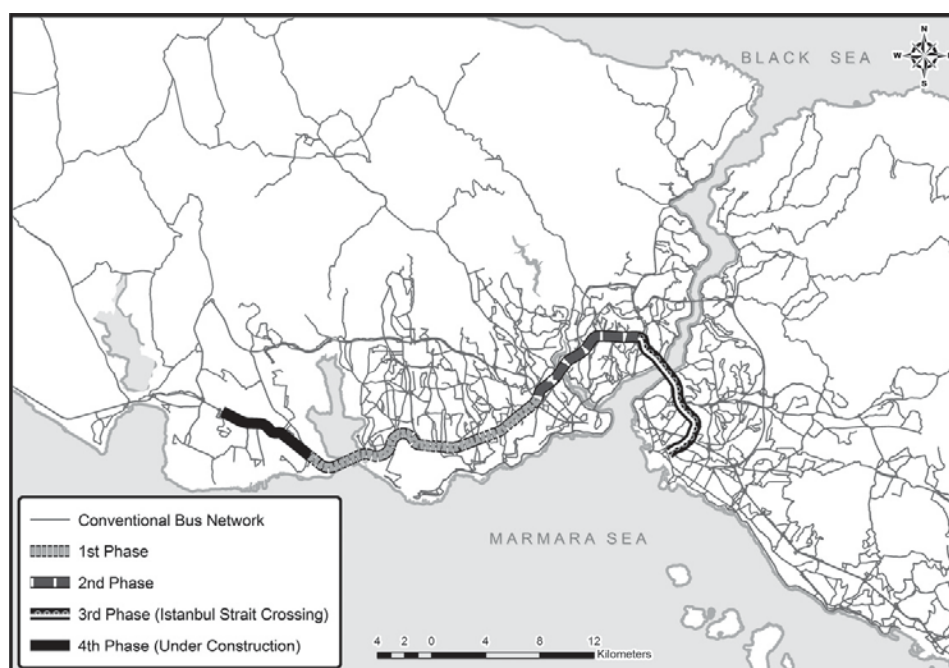 BLACK SEA
N
W
S
MARMARA SEA
Conventional Bus Network
1st Phase
2nd Phase
3rd Phase (Istanbul Strait Crossing)
4th Phase (Under Construction)
4 2 0 4 8 12
Kilometers